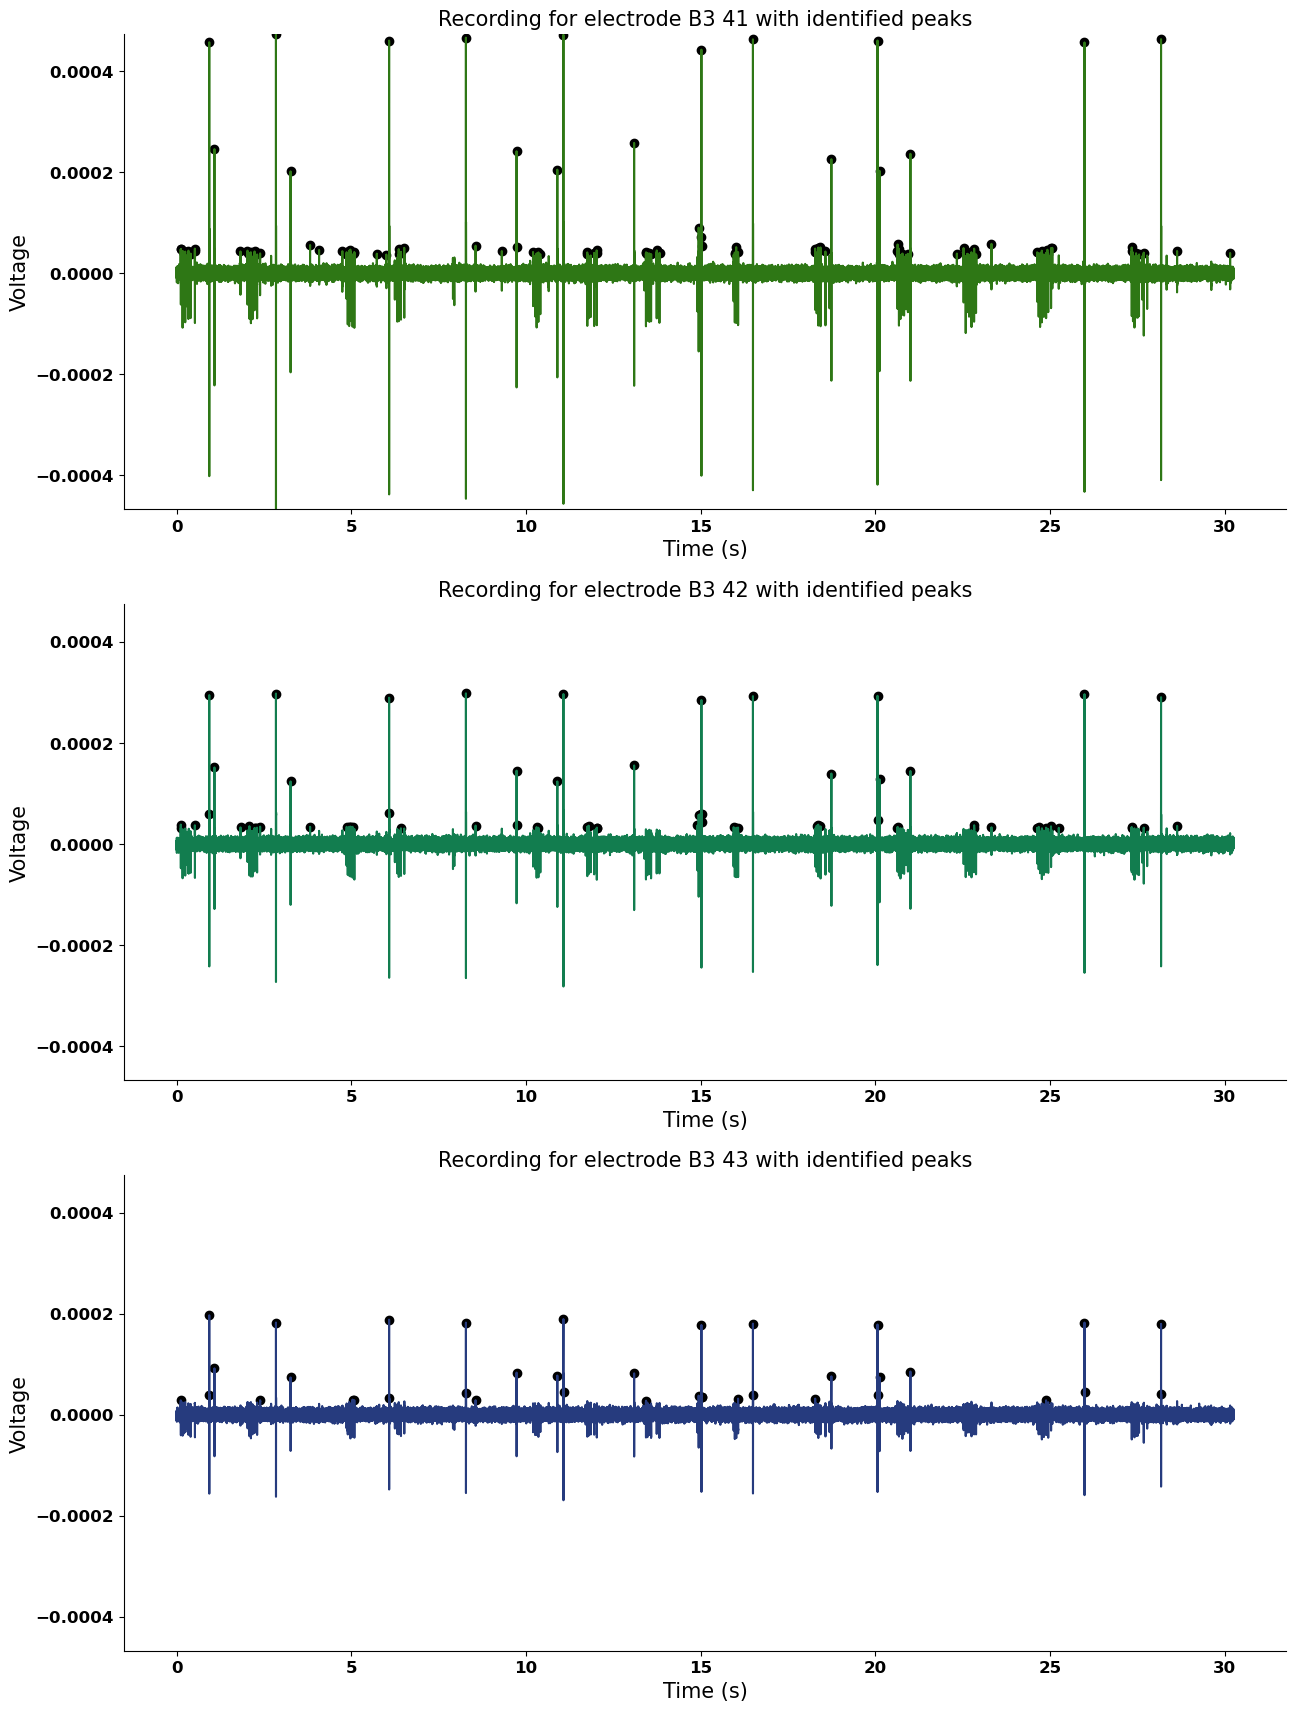 Recording for electrode B3 41 with identified peaks
0.0004
0.0002
0.0000
−0.0002
−0.0004
Voltage
0 5 10 15 20 25 30
Time (s)
Recording for electrode B3 42 with identified peaks
0.0004
0.0002
0.0000
−0.0002
−0.0004
Voltage
0 5 10 15 20 25 30
Time (s)
Recording for electrode B3 43 with identified peaks
0.0004
0.0002
0.0000
−0.0002
−0.0004
Voltage
0 5 10 15 20 25 30
Time (s)